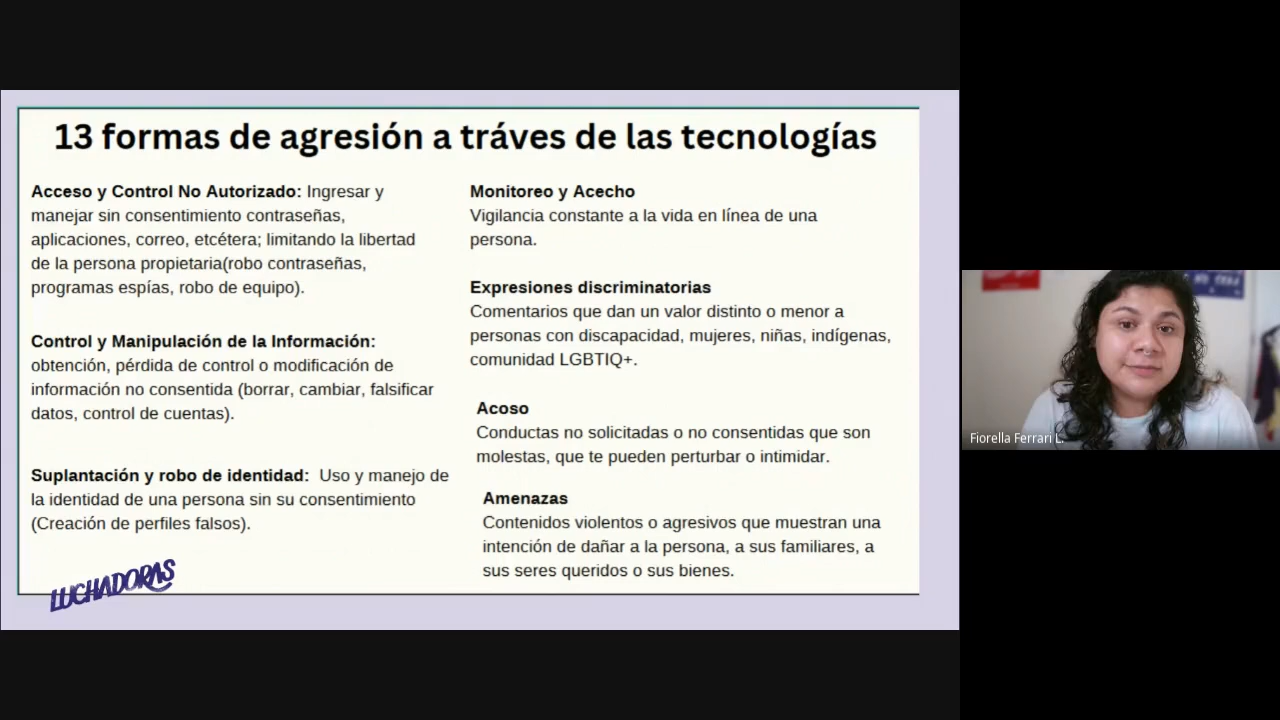 13 formas de agresión a tráves de las tecnologías
Acceso y Control No Autorizado: Ingresar y
manejar sin consentimiento contraseñas,
aplicaciones, correo, etcétera; limitando la libertad
de la persona propietaria(robo contraseñas,
programas espías, robo de equipo).
Control y Manipulación de la Información:
obtención, pérdida de control o modificación de
información no consentida (borrar, cambiar, falsificar
datos, control de cuentas).
Suplantación y robo de identidad: Uso y manejo de
la identidad de una persona sin su consentimiento
(Creación de perfiles falsos).
LUCHADORAS
Monitoreo y Acecho
Vigilancia constante a la vida en línea de una
persona.
Expresiones discriminatorias
Comentarios que dan un valor distinto o menor a
personas con discapacidad, mujeres, niñas, indígenas,
comunidad LGBTIQ+.
Acoso
Conductas no solicitadas o no consentidas que son
molestas, que te pueden perturbar o intimidar.
Amenazas
Contenidos violentos o agresivos que muestran una
intención de dañar a la persona, a sus familiares, a
sus seres queridos o sus bienes.
Fiorella Ferrari L.